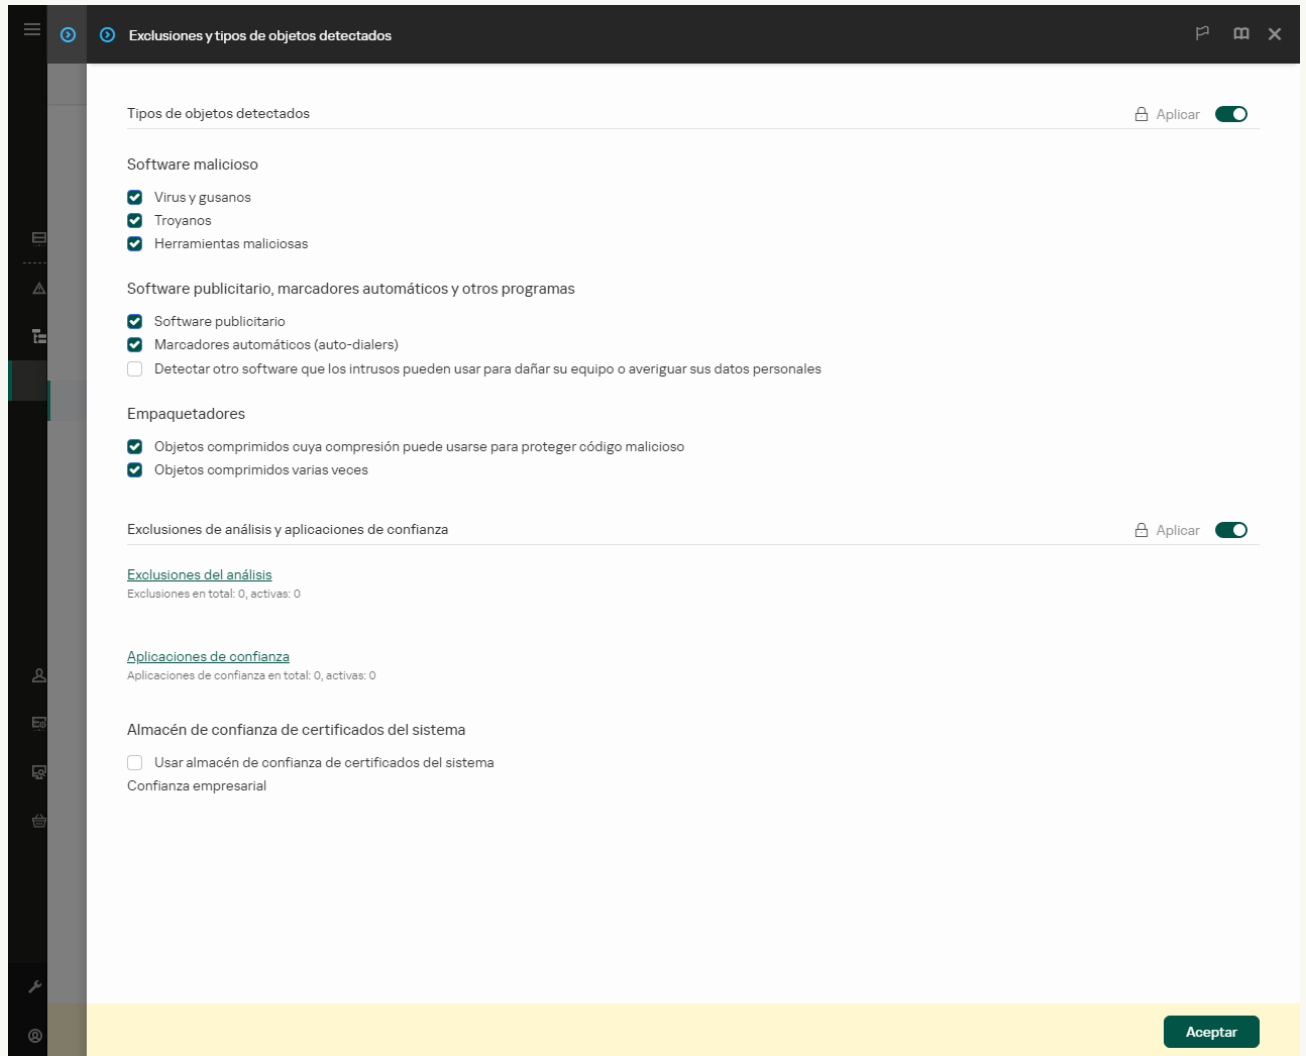 Exclusiones y tipos de objetos detectados
Tipos de objetos detectados
Aplicar
Software malicioso
Virus y gusanos
Troyanos
Herramientas maliciosas
Software publicitario, marcadores automáticos y otros programas
Software publicitario
Marcadores automáticos (auto-dialers)
Detectar otro software que los intrusos pueden usar para dañar su equipo o averiguar sus datos personales
Empaquetadores
Objetos comprimidos cuya compresión puede usarse para proteger código malicioso
Objetos comprimidos varias veces
Exclusiones de análisis y aplicaciones de confianza
Aplicar
Exclusiones del análisis
Exclusiones en total: 0, activas: 0
Aplicaciones de confianza
Aplicaciones de confianza en total: 0, activas: 0
Almacén de confianza de certificados del sistema
Usar almacén de confianza de certificados del sistema
Confianza empresarial
Aceptar